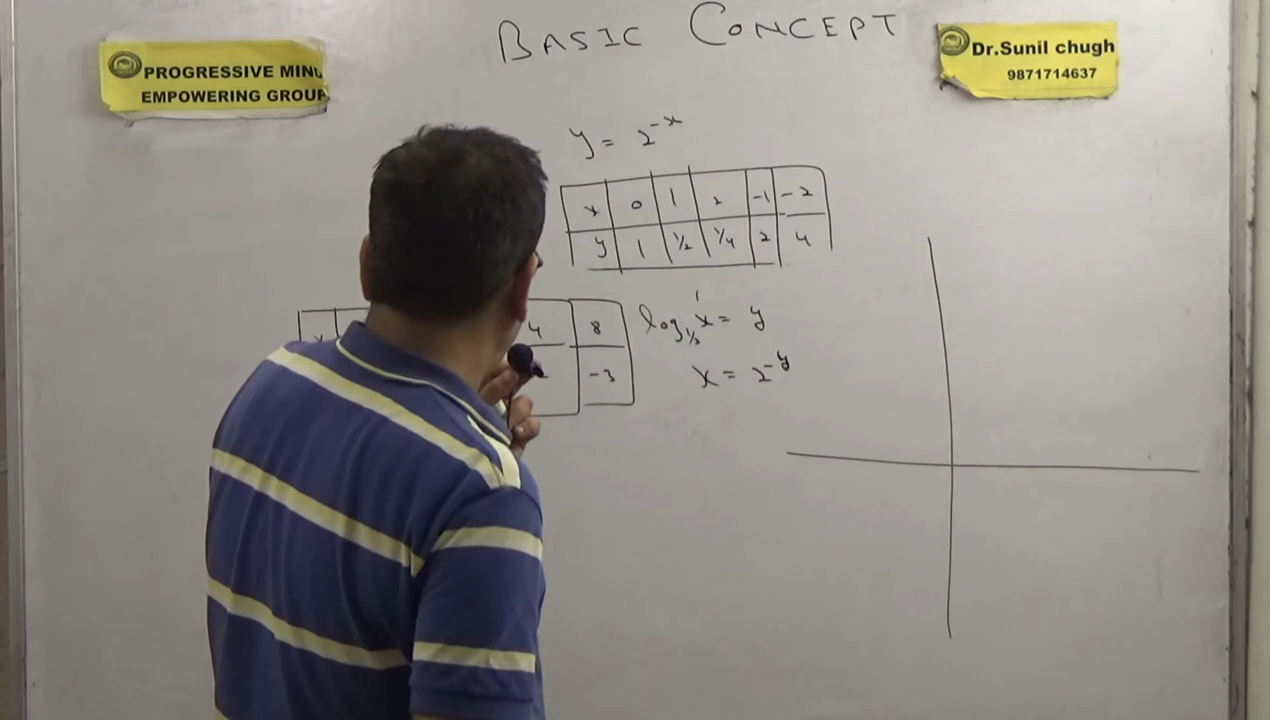 BASIC CONCEPT
PROGRESSIVE MIN
EMPOWERING GROUP
Dr.Sunil chugh
9871714637
y = 2^-x
x 0 1 2 -1 -2
y 1 1/2 1/4 2 4
4 8
-3
log_1/2 x = y
x = 2^-y